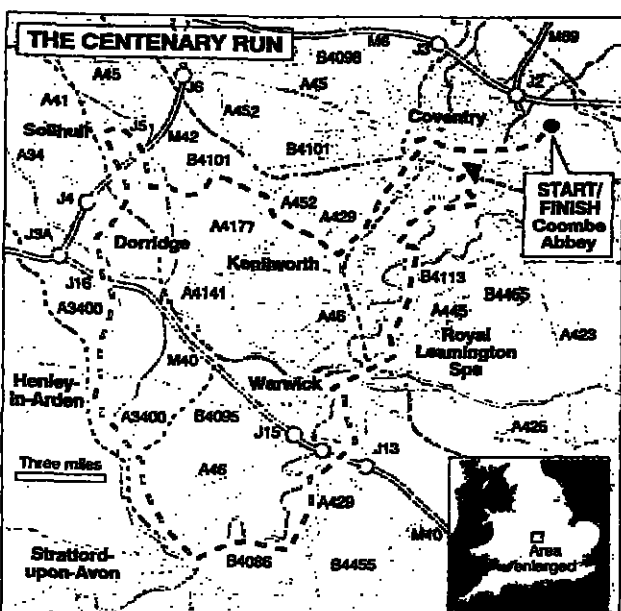 THE CENTENARY RUN
M6
J3
M69
B4098
J2
A45
J6
A45
A41
A452
Coventry
Solihull
J5
M42
A34
B4101
B4101
START/
FINISH
Coombe
Abbey
J4
A452
A429
A4177
J3A
Dorridge
Kenilworth
B4113
J16
A4141
B4455
A3400
A46
A445
A423
Royal
Leamington
Spa
M40
Henley-
in-Arden
Warwick
A3400
B4095
A425
J15
J13
Three miles
A46
A429
M40
Stratford-
upon-Avon
B4086
B4455
Area
enlarged